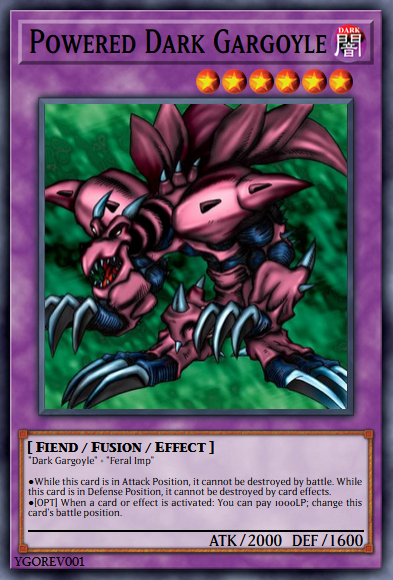 POWERED DARK GARGOYLE
DARK
闇
[ FIEND / FUSION / EFFECT ]
"Dark Gargoyle" - "Feral Imp"
●While this card is in Attack Position, it cannot be destroyed by battle. While
this card is in Defense Position, it cannot be destroyed by card effects.
●[OPT] When a card or effect is activated: You can pay 1000LP; change this
card's battle position.
ATK/2000 DEF/1600
YGOREV001